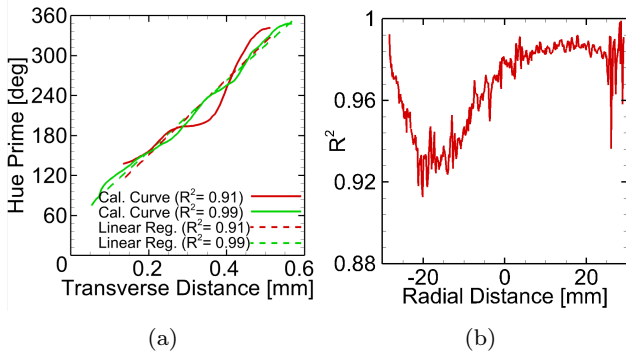 360
300
240
180
120
60
0
0.2
0.4
0.6
Hue Prime [deg]
Transverse Distance [mm]
Cal. Curve (R²= 0.91)
Cal. Curve (R²= 0.99)
Linear Reg. (R²= 0.91)
Linear Reg. (R²= 0.99)
(a)
1
0.96
0.92
0.88
R²
-20
0
20
Radial Distance [mm]
(b)